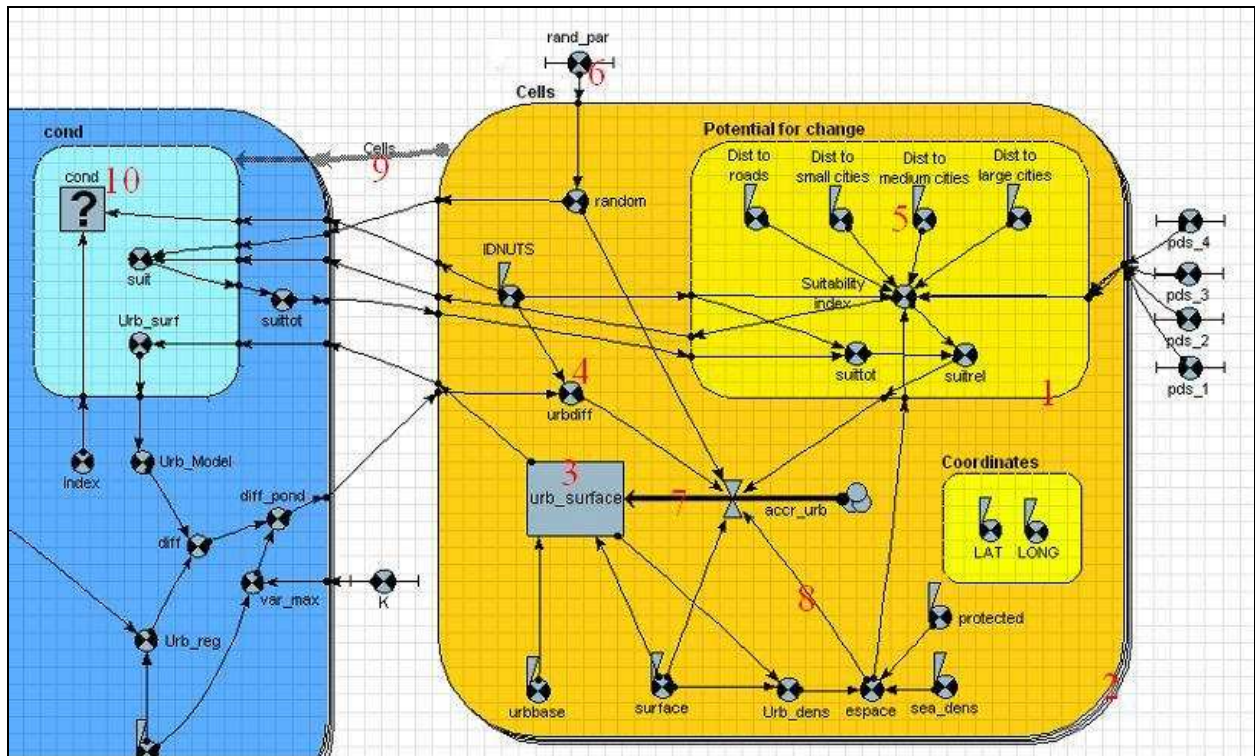 rand_par
6
Cells
cond
Cells
9
cond
10
?
suit
suittot
Urb_surf
Index
Urb_Model
diff_pond
diff
var_max
K
Urb_reg
random
IDNUTS
4
urbdiff
3
urb_surface
7
accr_urb
8
urbbase
surface
Urb_dens
espace
sea_dens
protected
2
Potential for change
Dist to
roads
Dist to
small cities
Dist to
medium cities
Dist to
large cities
5
Suitability
index
suittot
suitrel
1
Coordinates
LAT
LONG
pds_4
pds_3
pds_2
pds_1